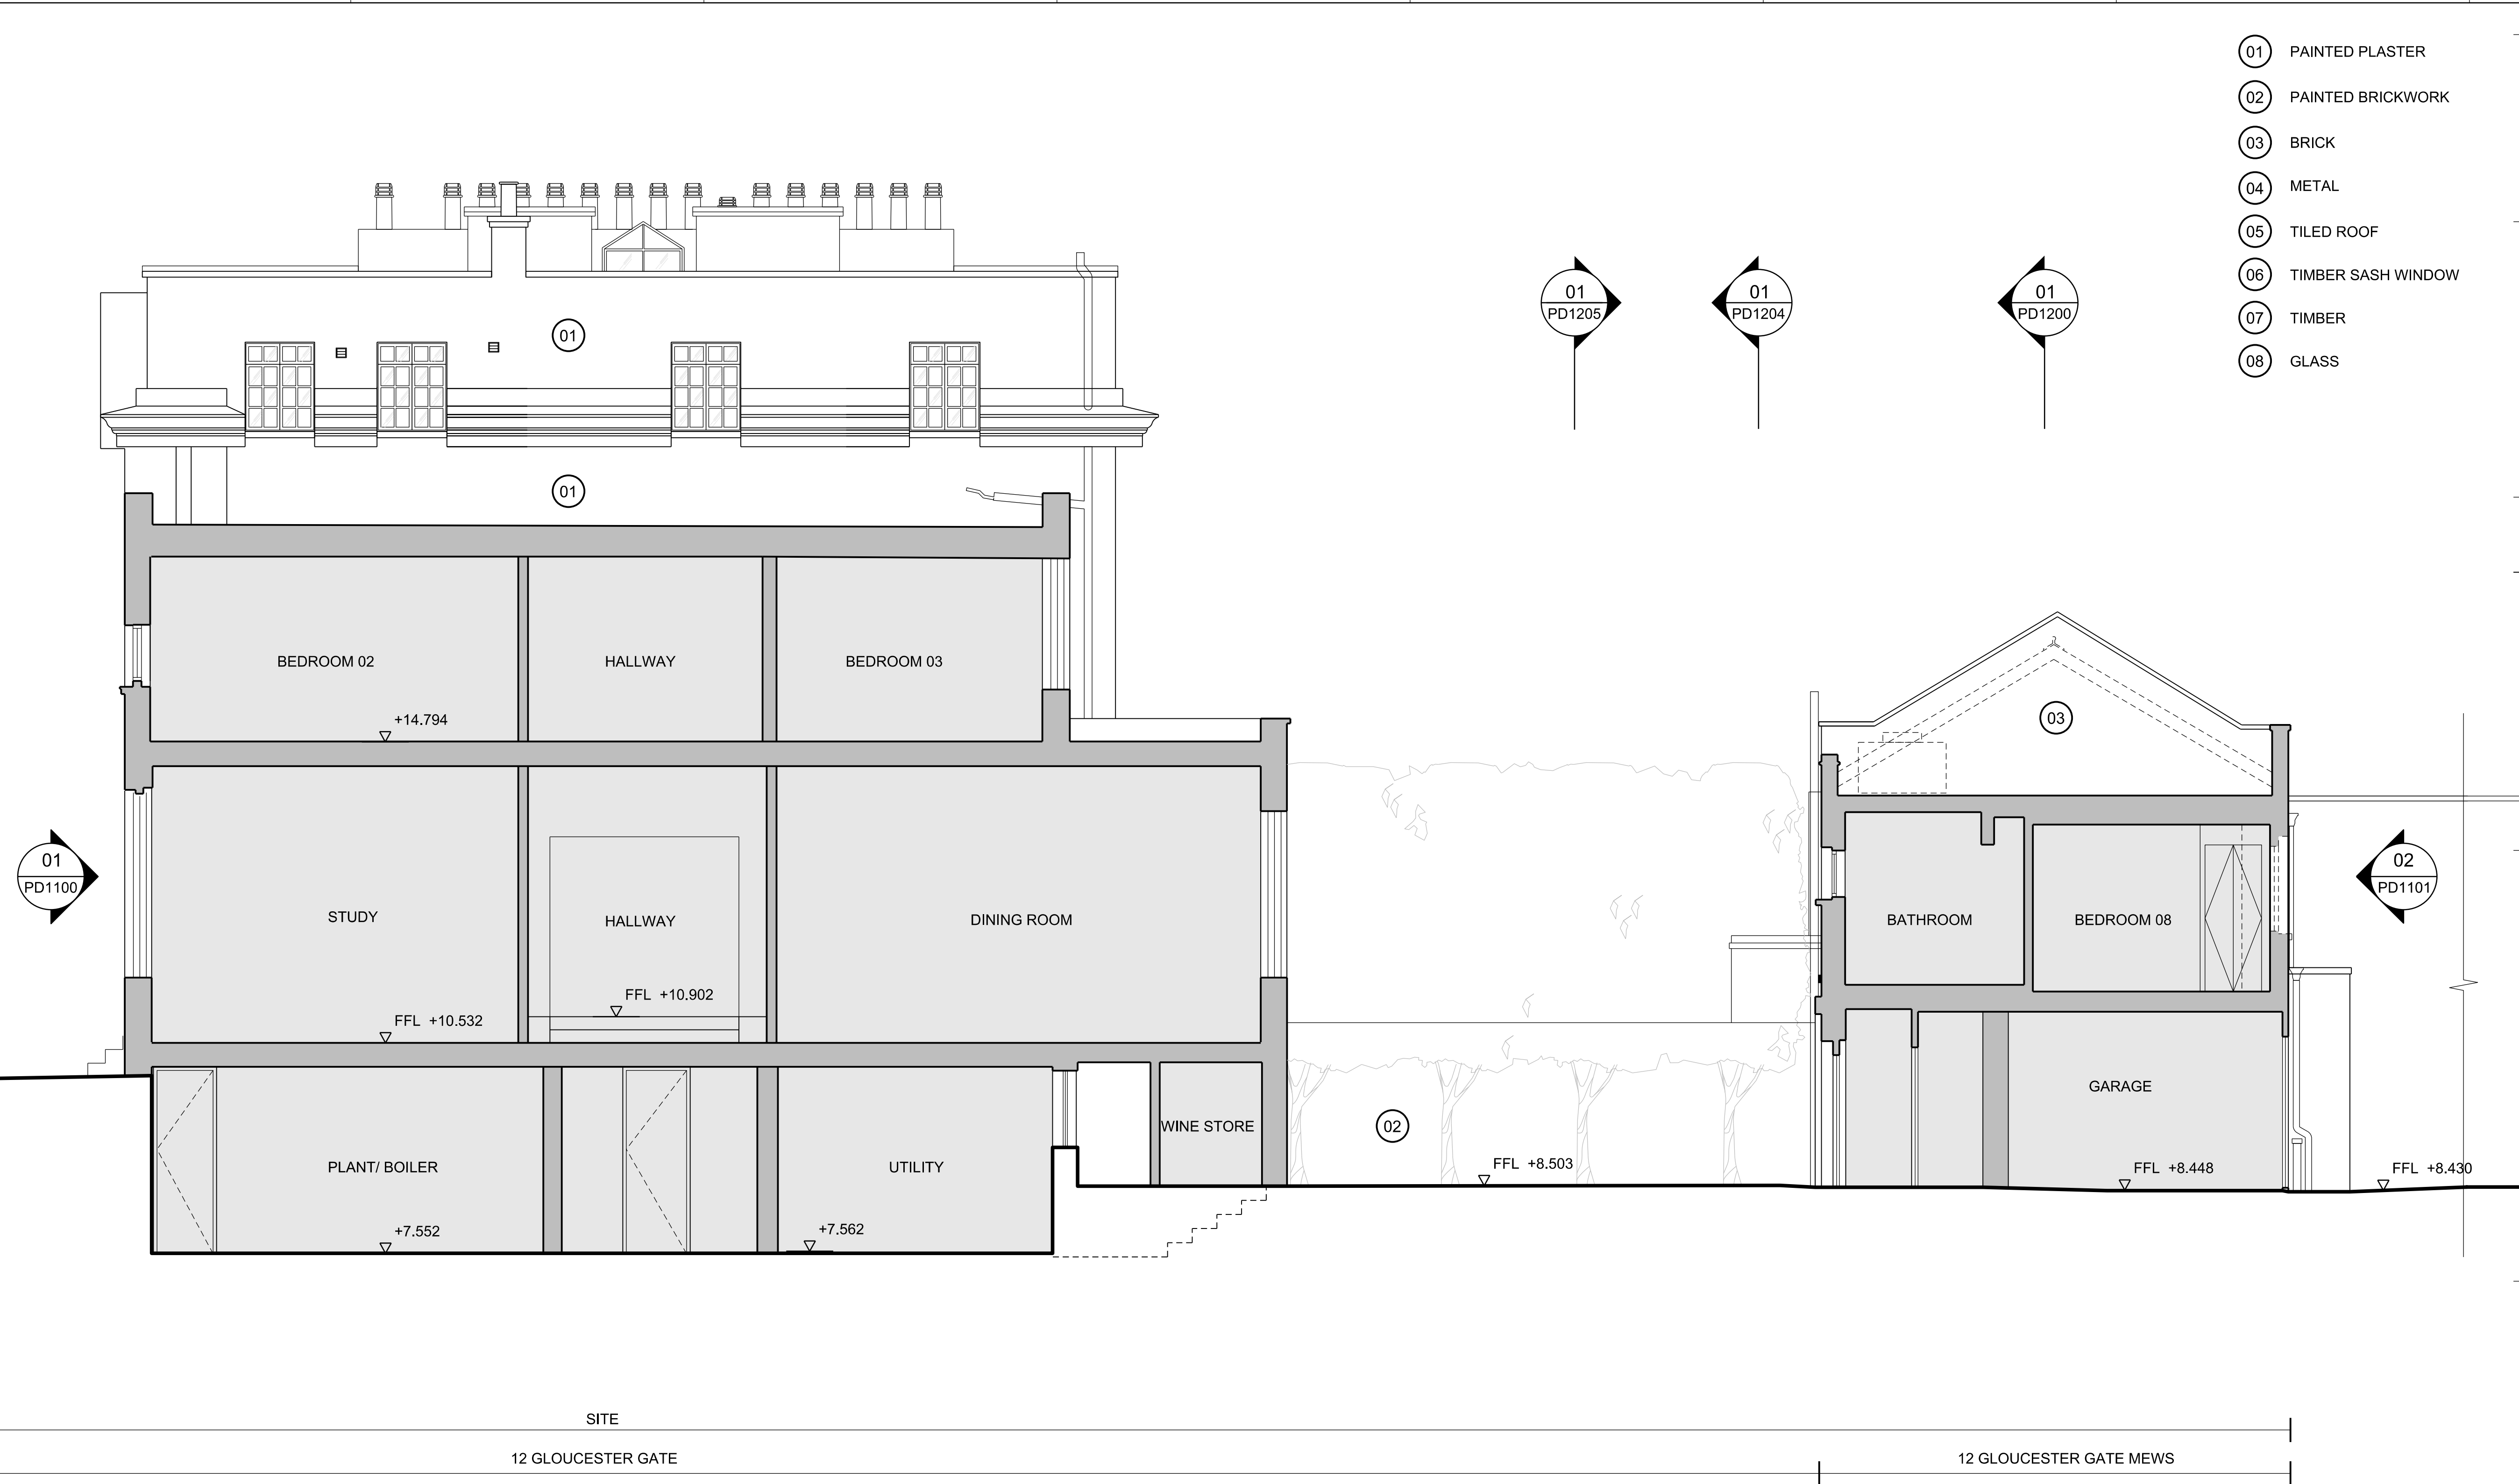 01 PAINTED PLASTER
02 PAINTED BRICKWORK
03 BRICK
04 METAL
05 TILED ROOF
06 TIMBER SASH WINDOW
07 TIMBER
08 GLASS
01
PD1205
01
PD1204
01
PD1200
01
01
BEDROOM 02
HALLWAY
BEDROOM 03
+14.794
03
01
PD1100
02
PD1101
STUDY
HALLWAY
DINING ROOM
BATHROOM
BEDROOM 08
FFL +10.902
FFL +10.532
GARAGE
WINE STORE
02
PLANT/ BOILER
UTILITY
FFL +8.503
FFL +8.448
FFL +8.430
+7.552
+7.562
SITE
12 GLOUCESTER GATE
12 GLOUCESTER GATE MEWS